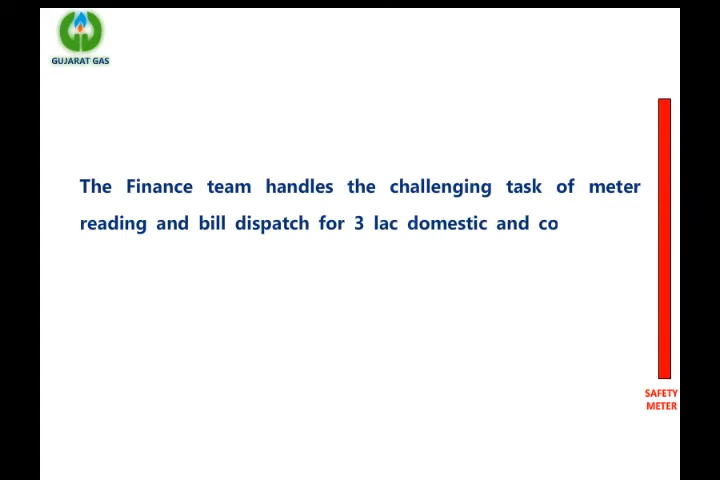 GUJARAT GAS
The Finance team handles the challenging task of meter
reading and bill dispatch for 3 lac domestic and co
SAFETY
METER